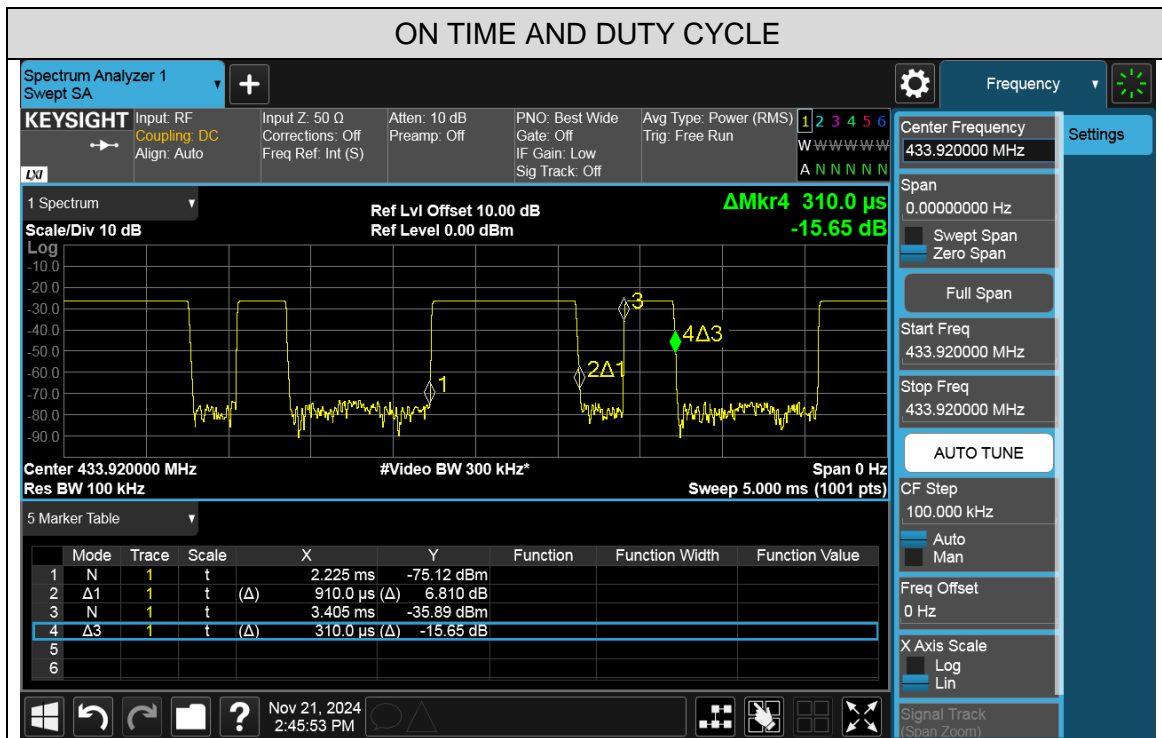 ON TIME AND DUTY CYCLE
Spectrum Analyzer 1
Swept SA
Frequency
KEYSIGHT
LXI
Input: RF
Coupling: DC
Align: Auto
Input Z: 50 Ω
Corrections: Off
Freq Ref: Int (S)
Atten: 10 dB
Preamp: Off
PNO: Best Wide
Gate: Off
IF Gain: Low
Sig Track: Off
Avg Type: Power (RMS)
Trig: Free Run
1 2 3 4 5 6
W W W W W W
A N N N N N
Center Frequency
433.920000 MHz
Settings
1 Spectrum
Scale/Div 10 dB
Ref Lvl Offset 10.00 dB
Ref Level 0.00 dBm
ΔMkr4 310.0 µs
-15.65 dB
Log
-10.0
-20.0
-30.0
-40.0
-50.0
-60.0
-70.0
-80.0
-90.0
1
2Δ1
3
4Δ3
Center 433.920000 MHz
Res BW 100 kHz
#Video BW 300 kHz*
Span 0 Hz
Sweep 5.000 ms (1001 pts)
Span
0.00000000 Hz
Swept Span
Zero Span
Full Span
Start Freq
433.920000 MHz
Stop Freq
433.920000 MHz
AUTO TUNE
CF Step
100.000 kHz
Auto
Man
Freq Offset
0 Hz
X Axis Scale
Log
Lin
Signal Track
(Span Zoom)
5 Marker Table
Mode Trace Scale X Y Function Function Width Function Value
1 N 1 t 2.225 ms -75.12 dBm
2 Δ1 1 t (Δ) 910.0 µs (Δ) 6.810 dB
3 N 1 t 3.405 ms -35.89 dBm
4 Δ3 1 t (Δ) 310.0 µs (Δ) -15.65 dB
5
6
Nov 21, 2024
2:45:53 PM